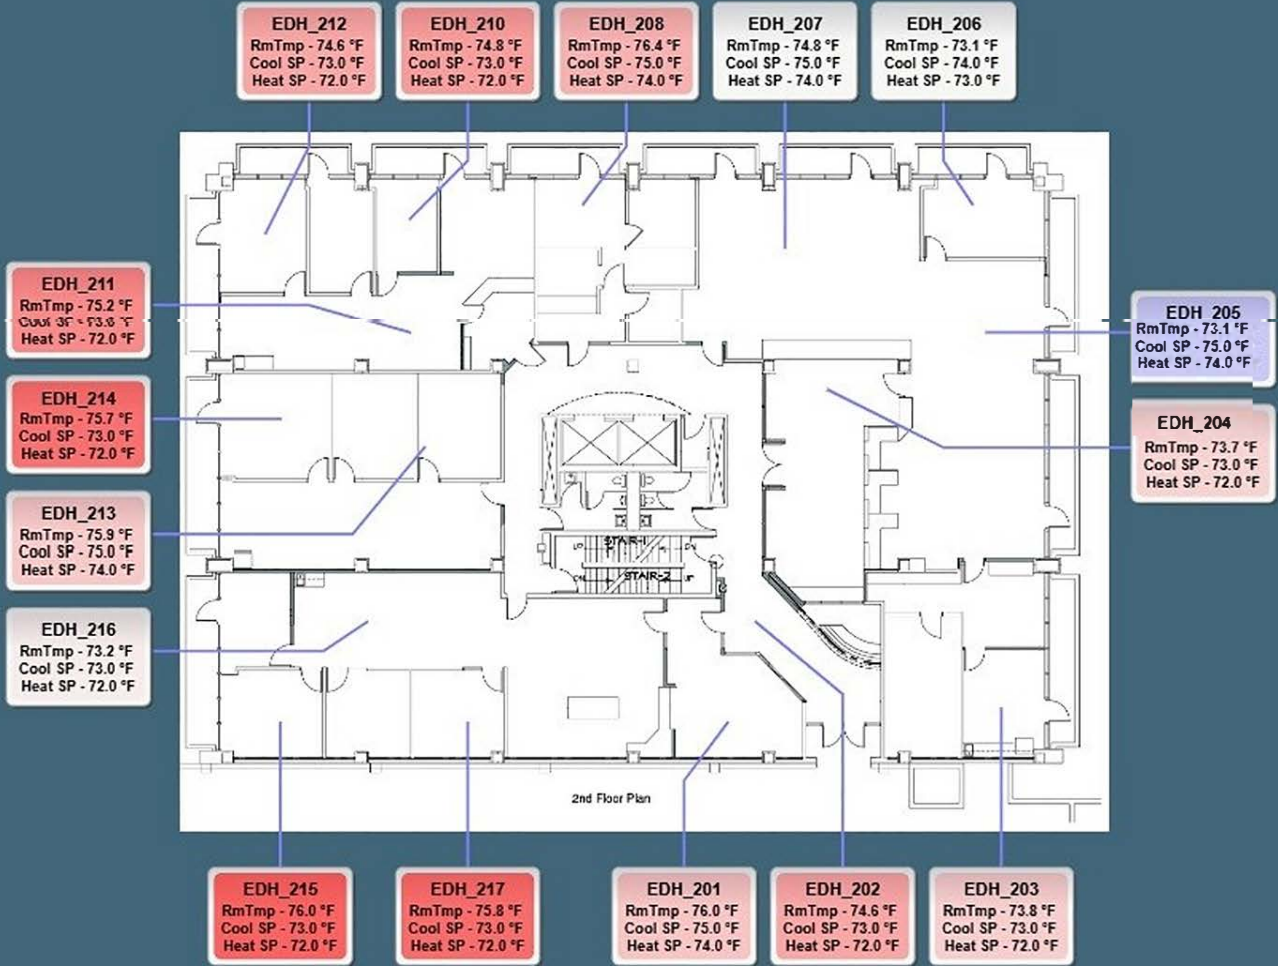 EDH_212
RmTmp - 74.6 °F
Cool SP - 73.0 °F
Heat SP - 72.0 °F
EDH_210
RmTmp - 74.8 °F
Cool SP - 73.0 °F
Heat SP - 72.0 °F
EDH_208
RmTmp - 76.4 °F
Cool SP - 75.0 °F
Heat SP - 74.0 °F
EDH_207
RmTmp - 74.8 °F
Cool SP - 75.0 °F
Heat SP - 74.0 °F
EDH_206
RmTmp - 73.1 °F
Cool SP - 74.0 °F
Heat SP - 73.0 °F
EDH_211
RmTmp - 75.2 °F
Cool SP
Heat SP - 72.0 °F
EDH_205
RmTmp - 73.1 °F
Cool SP - 75.0 °F
Heat SP - 74.0 °F
EDH_214
RmTmp - 75.7 °F
Cool SP - 73.0 °F
Heat SP - 72.0 °F
EDH_204
RmTmp - 73.7 °F
Cool SP - 73.0 °F
Heat SP - 72.0 °F
EDH_213
RmTmp - 75.9 °F
Cool SP - 75.0 °F
Heat SP - 74.0 °F
STAIR-1
STAIR-2
EDH_216
RmTmp - 73.2 °F
Cool SP - 73.0 °F
Heat SP - 72.0 °F
2nd Floor Plan
EDH_215
RmTmp - 76.0 °F
Cool SP - 73.0 °F
Heat SP - 72.0 °F
EDH_217
RmTmp - 75.8 °F
Cool SP - 73.0 °F
Heat SP - 72.0 °F
EDH_201
RmTmp - 76.0 °F
Cool SP - 75.0 °F
Heat SP - 74.0 °F
EDH_202
RmTmp - 74.6 °F
Cool SP - 73.0 °F
Heat SP - 72.0 °F
EDH_203
RmTmp - 73.8 °F
Cool SP - 73.0 °F
Heat SP - 72.0 °F